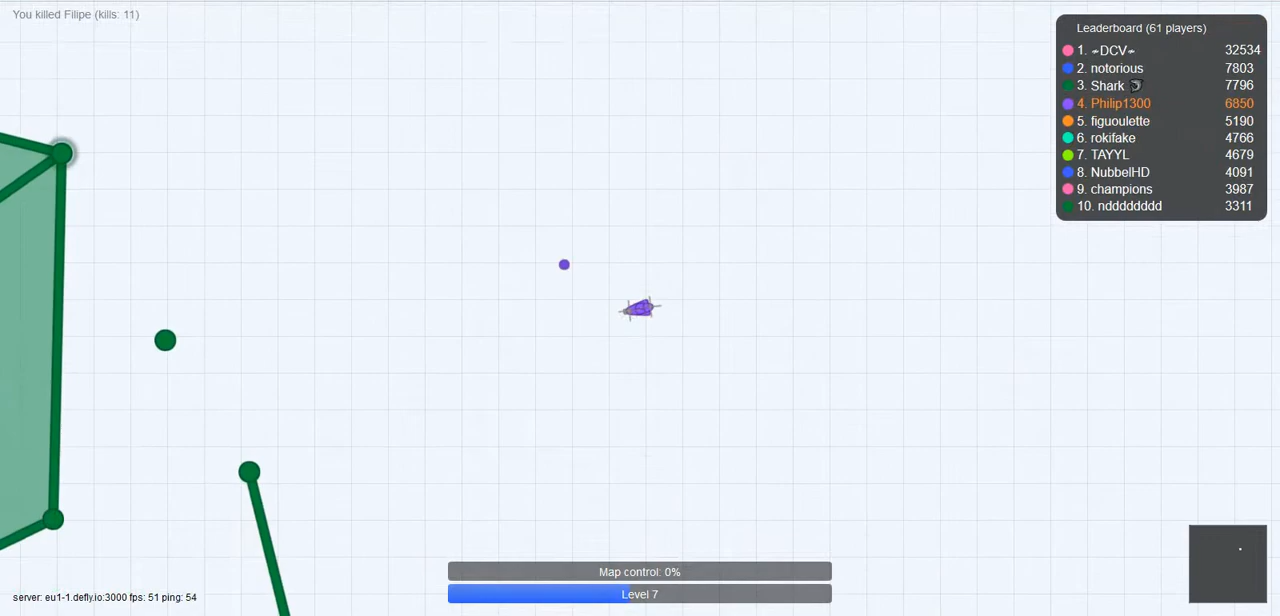 You killed Filipe (kills: 11)
Leaderboard (61 players)
1. ⌁DCV⌁ 32534
2. notorious 7803
3. Shark 7796
4. Philip1300 6850
5. figuoulette 5190
6. rokifake 4766
7. TAYYL 4679
8. NubbelHD 4091
9. champions 3987
10. nddddddd 3311
Map control: 0%
Level 7
server: eu1-1.defly.io:3000 fps: 51 ping: 54